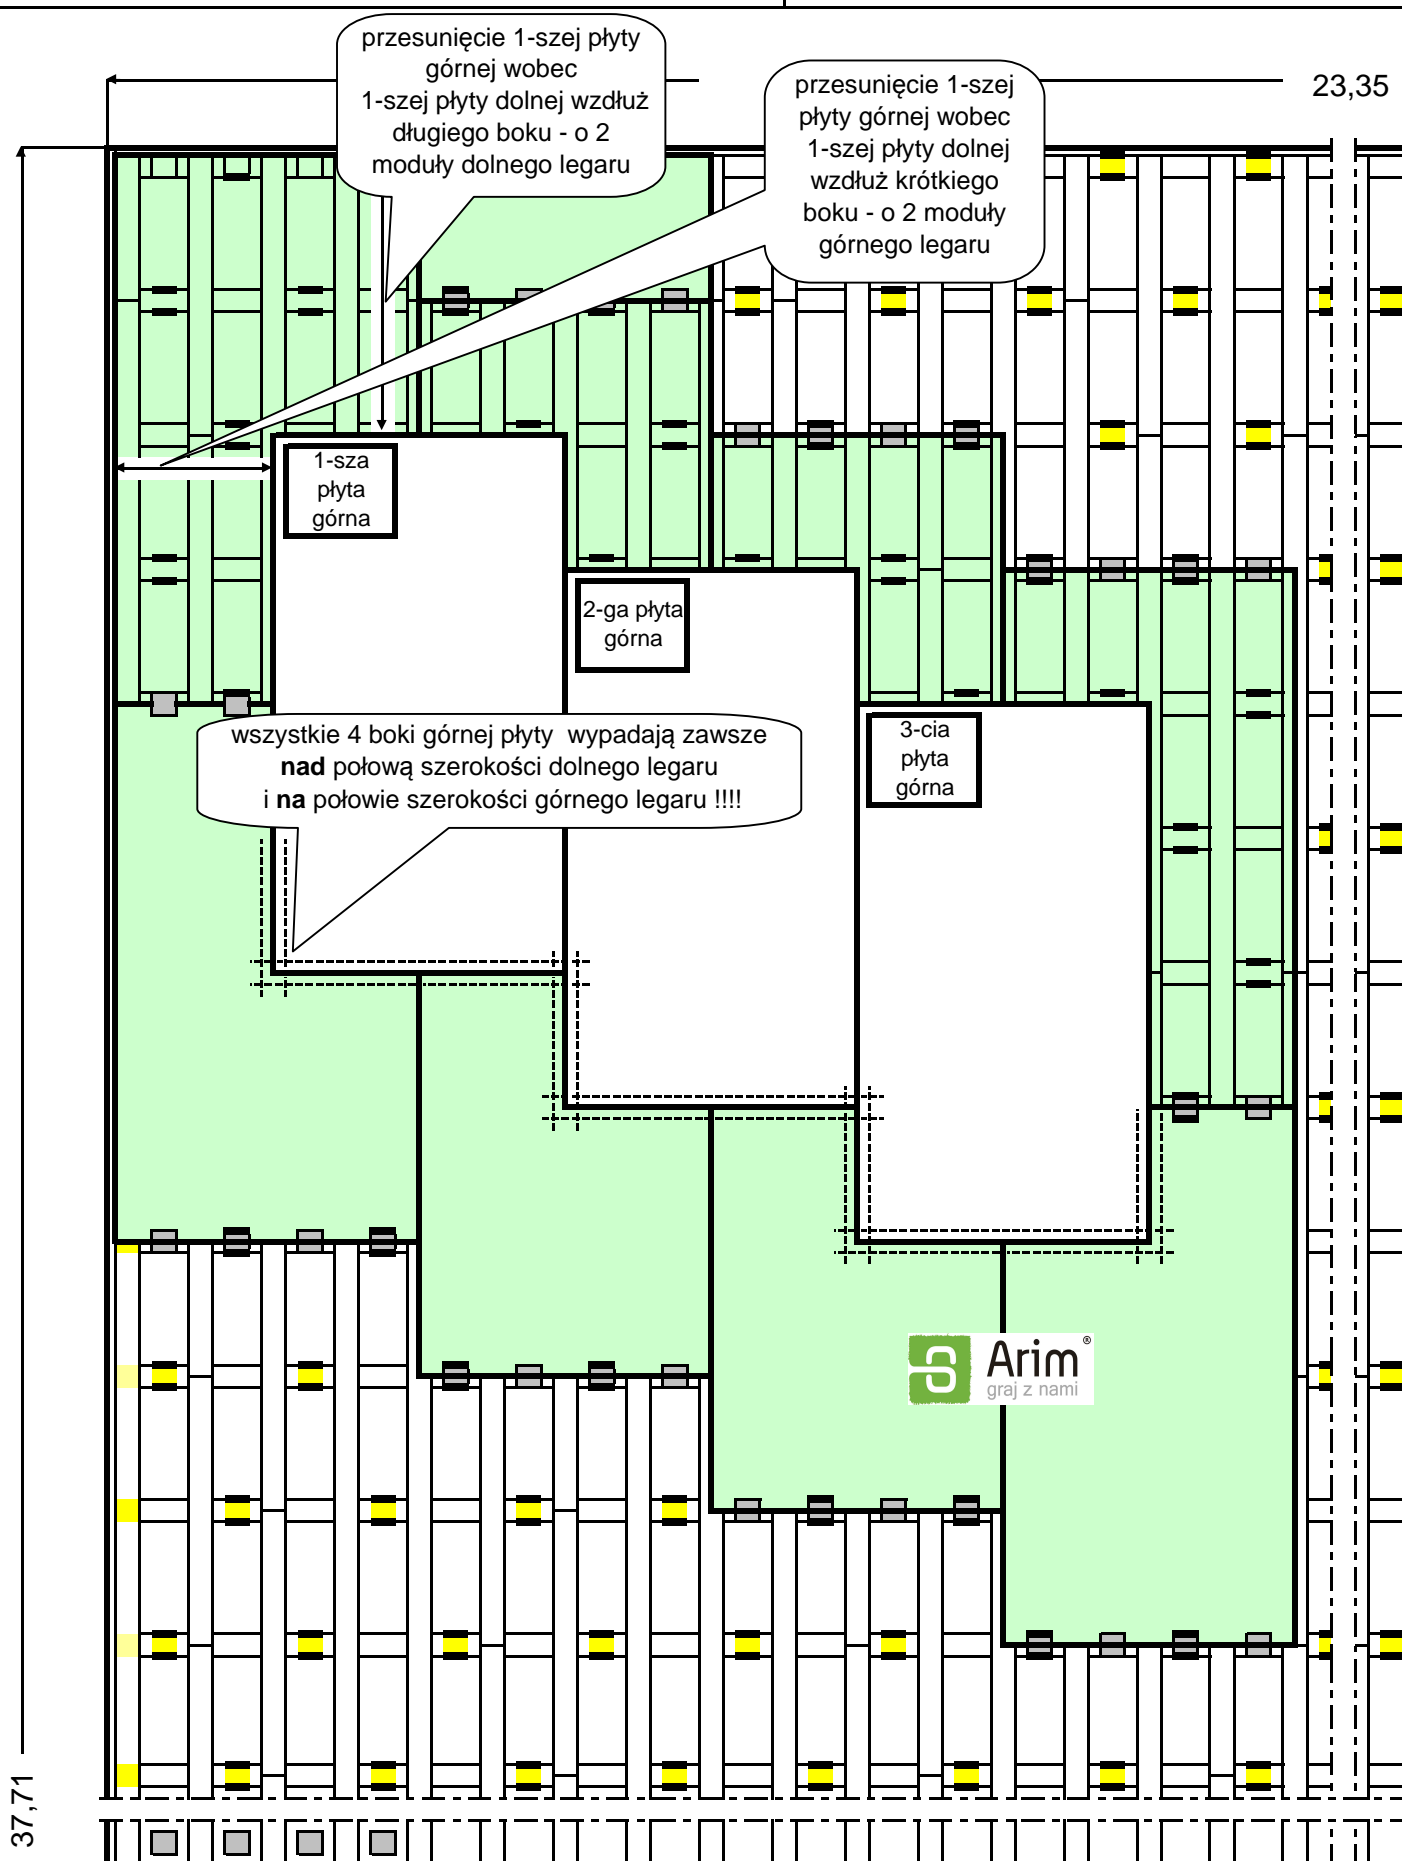 przesunięcie 1-szej płyty
górnej wobec
1-szej płyty dolnej wzdłuż
długiego boku - o 2
moduły dolnego legaru
przesunięcie 1-szej
płyty górnej wobec
1-szej płyty dolnej
wzdłuż krótkiego
boku - o 2 moduły
górnego legaru
23,35
1-sza
płyta
górna
2-ga płyta
górna
3-cia
płyta
górna
wszystkie 4 boki górnej płyty wypadają zawsze
nad połową szerokości dolnego legaru
i na połowie szerokości górnego legaru !!!!
Arim®
graj z nami
37,71